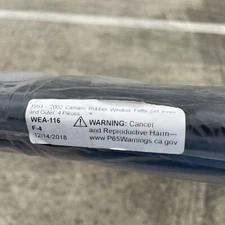 1993 - 2002 Camaro Rubber Window Felts Set Inner
and Outer 4 Pieces
WEA-116
F-4
12/14/2018
WARNING: Cancer
and Reproductive Harm—
www.P65Warnings.ca.gov